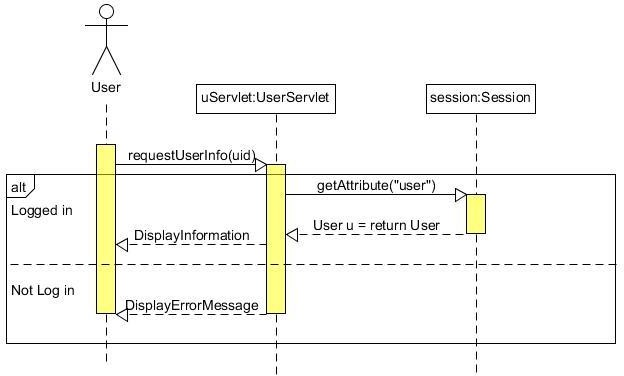 User
uServlet:UserServlet
session:Session
requestUserInfo(uid)
alt
getAttribute("user")
Logged in
User u = return User
DisplayInformation
Not Log in
DisplayErrorMessage